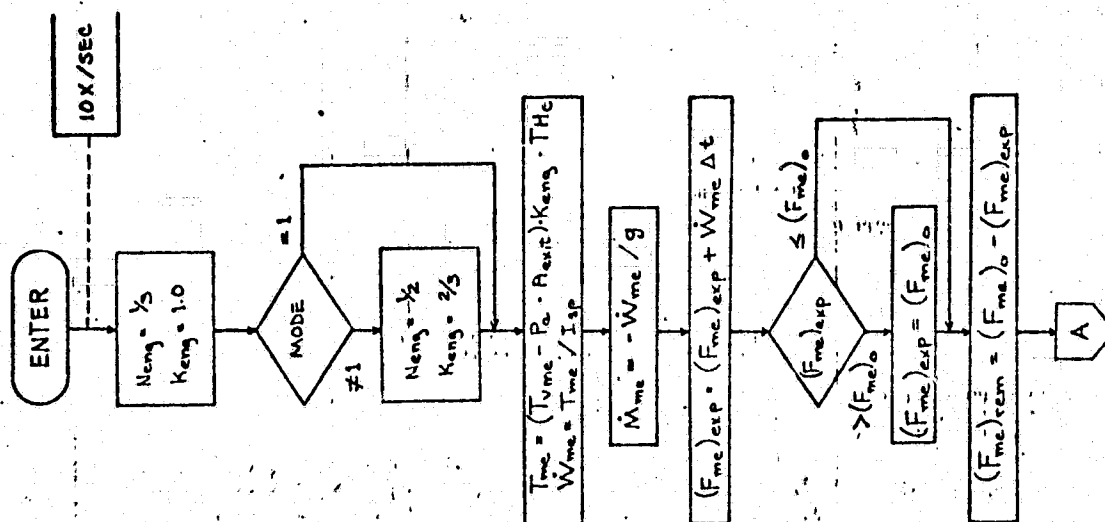 10X/SEC
ENTER
Neng = 1/3
Keng = 1.0
MODE
=1
≠1
Neng = 1/2
Keng = 2/3
Tme = (Tvme - Pa · Aexit) · Keng · THc
Ẇme = Tme / Isp
Ṁme = - Ẇme / g
(Fme)exp = (Fme)exp + Ẇme Δt
(Fme)exp
≤ (Fme)o
> (Fme)o
(Fme)exp = (Fme)o
(Fme)rem = (Fme)o - (Fme)exp
A